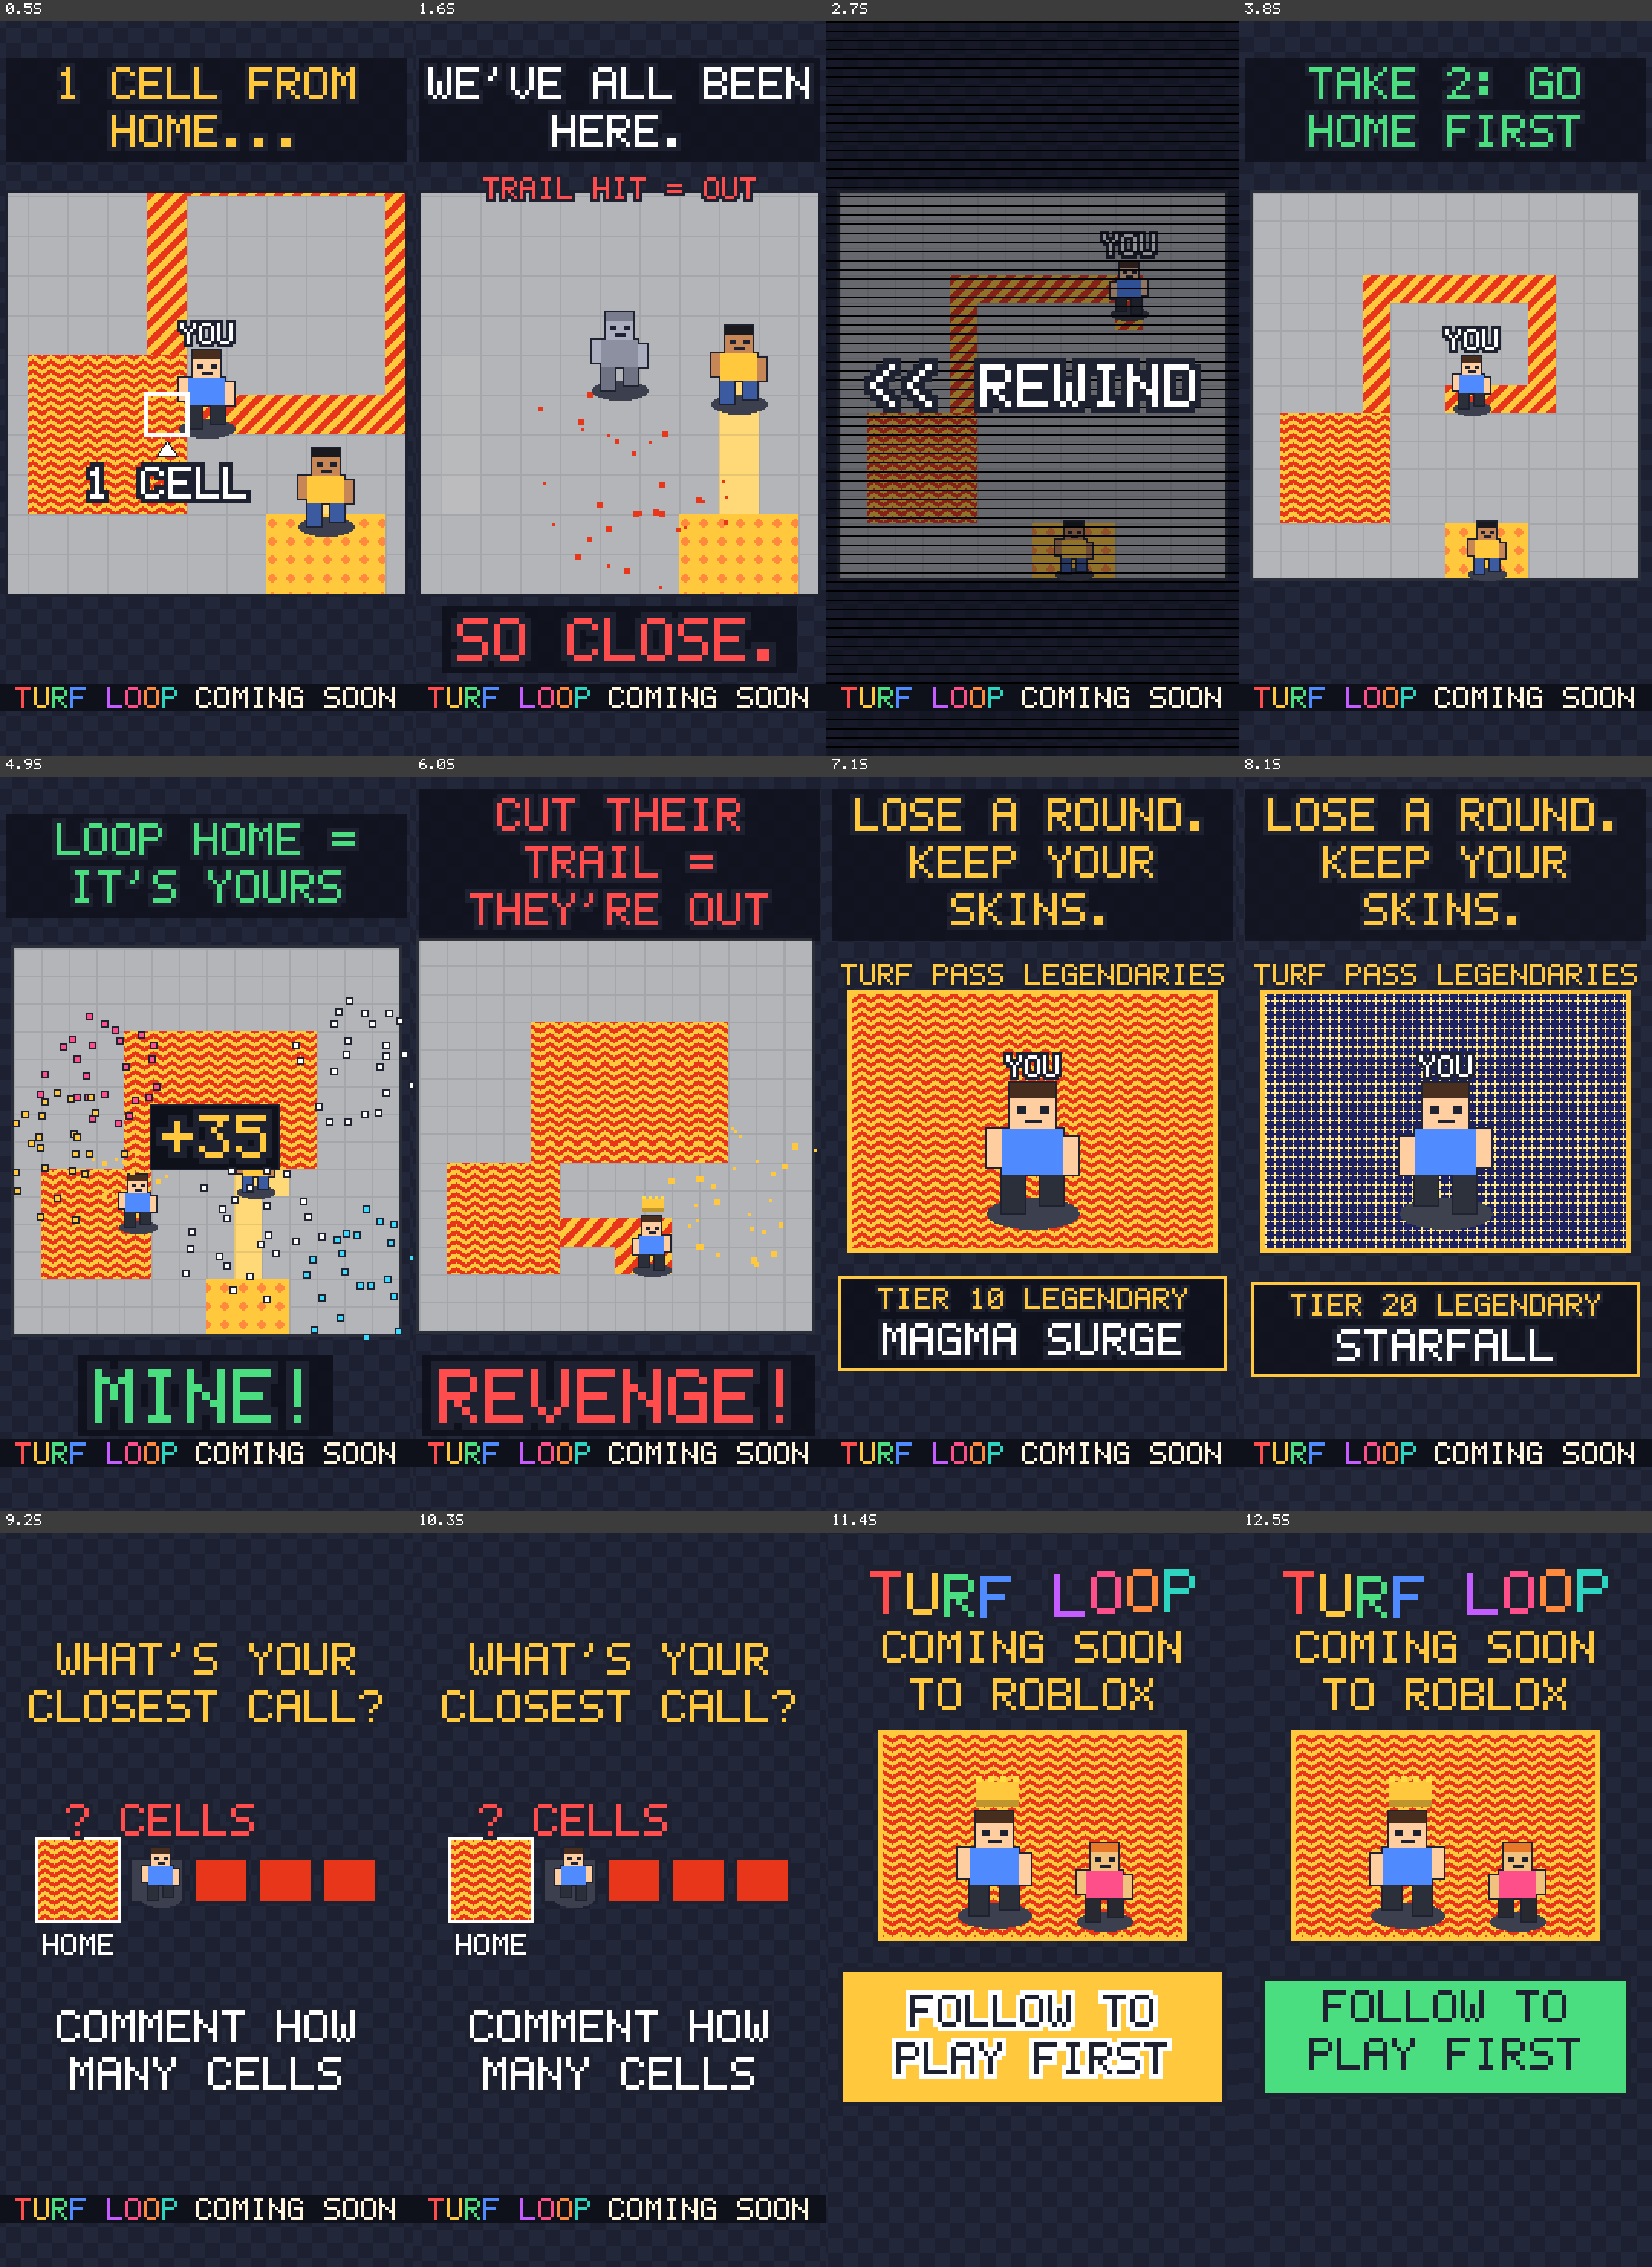 0.5S
1 CELL FROM
HOME...
YOU
1 CELL
TURF LOOP COMING SOON
1.6S
WE'VE ALL BEEN
HERE.
TRAIL HIT = OUT
SO CLOSE.
TURF LOOP COMING SOON
2.7S
YOU
<< REWIND
TURF LOOP COMING SOON
3.8S
TAKE 2: GO
HOME FIRST
YOU
TURF LOOP COMING SOON
4.9S
LOOP HOME =
IT'S YOURS
+35
MINE!
TURF LOOP COMING SOON
6.0S
CUT THEIR
TRAIL =
THEY'RE OUT
REVENGE!
TURF LOOP COMING SOON
7.1S
LOSE A ROUND.
KEEP YOUR
SKINS.
TURF PASS LEGENDARIES
YOU
TIER 10 LEGENDARY
MAGMA SURGE
TURF LOOP COMING SOON
8.1S
LOSE A ROUND.
KEEP YOUR
SKINS.
TURF PASS LEGENDARIES
YOU
TIER 20 LEGENDARY
STARFALL
TURF LOOP COMING SOON
9.2S
WHAT'S YOUR
CLOSEST CALL?
? CELLS
HOME
COMMENT HOW
MANY CELLS
TURF LOOP COMING SOON
10.3S
WHAT'S YOUR
CLOSEST CALL?
? CELLS
HOME
COMMENT HOW
MANY CELLS
TURF LOOP COMING SOON
11.4S
TURF LOOP
COMING SOON
TO ROBLOX
FOLLOW TO
PLAY FIRST
12.5S
TURF LOOP
COMING SOON
TO ROBLOX
FOLLOW TO
PLAY FIRST